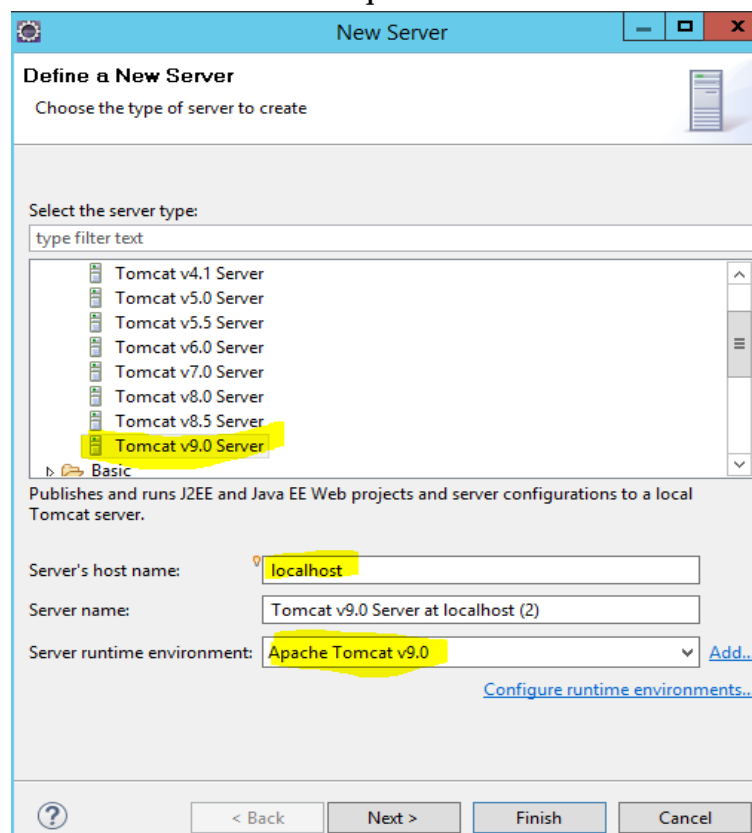 New Server
Define a New Server
Choose the type of server to create
Select the server type:
type filter text
Tomcat v4.1 Server
Tomcat v5.0 Server
Tomcat v5.5 Server
Tomcat v6.0 Server
Tomcat v7.0 Server
Tomcat v8.0 Server
Tomcat v8.5 Server
Tomcat v9.0 Server
Basic
Publishes and runs J2EE and Java EE Web projects and server configurations to a local
Tomcat server.
Server's host name: localhost
Server name: Tomcat v9.0 Server at localhost (2)
Server runtime environment: Apache Tomcat v9.0 Add...
Configure runtime environments...
? < Back Next > Finish Cancel